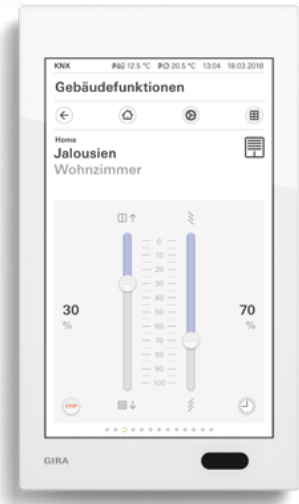 KNX 12.5 °C 20.5 °C 13:04 18.03.2018
Gebäudefunktionen
Home
Jalousien
Wohnzimmer
0
10
20
30
40
50
60
70
80
90
100
30
%
70
%
STOP
GIRA